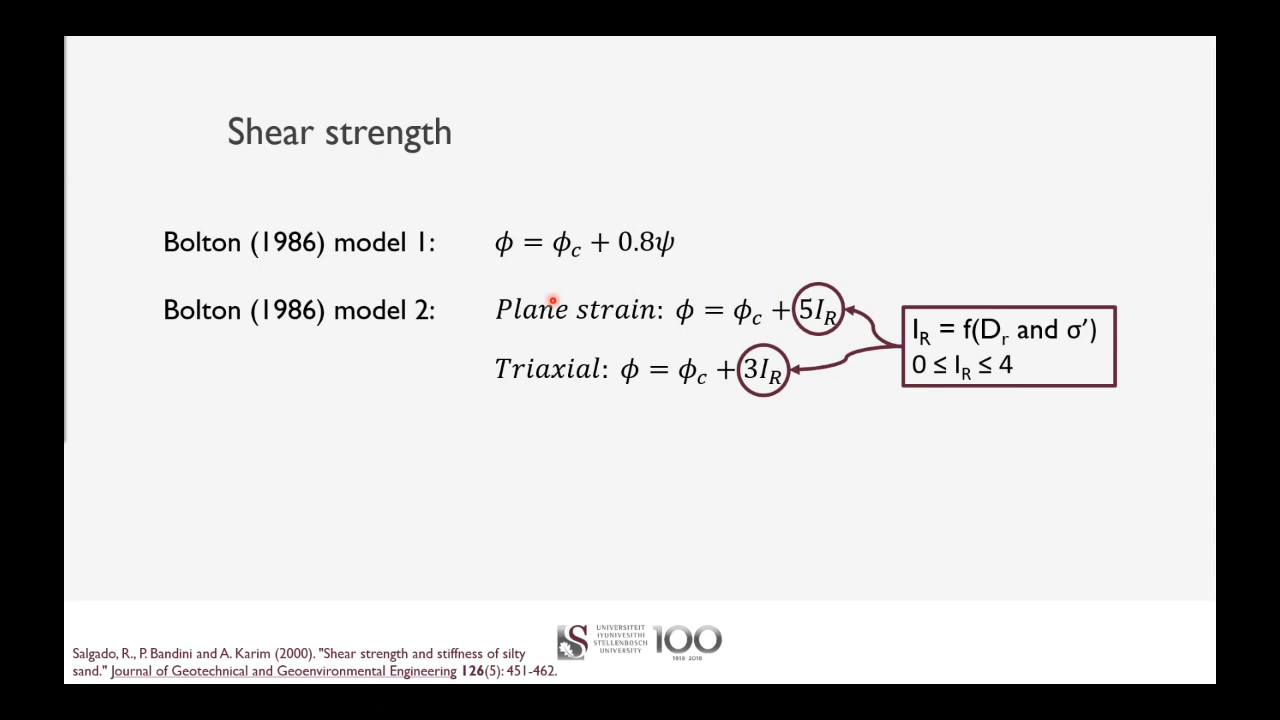 Shear strength
Bolton (1986) model 1: ϕ = ϕ_c + 0.8ψ
Bolton (1986) model 2: Plane strain: ϕ = ϕ_c + 5I_R
Triaxial: ϕ = ϕ_c + 3I_R
I_R = f(D_r and σ’)
0 ≤ I_R ≤ 4
Salgado, R., P. Bandini and A. Karim (2000). "Shear strength and stiffness of silty
sand." Journal of Geotechnical and Geoenvironmental Engineering 126(5): 451-462.
UNIVERSITEIT
IYUNIVESITHI
STELLENBOSCH
UNIVERSITY
100
1918·2018